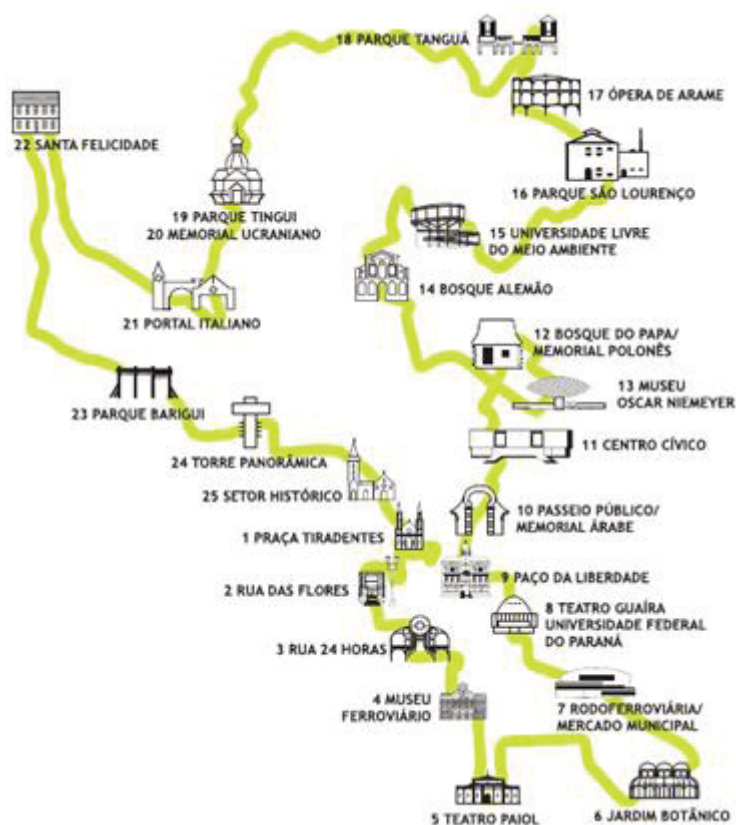 18 PARQUE TANGUÁ
17 ÓPERA DE ARAME
22 SANTA FELICIDADE
16 PARQUE SÃO LOURENÇO
19 PARQUE TINGUI
20 MEMORIAL UCRANIANO
15 UNIVERSIDADE LIVRE
DO MEIO AMBIENTE
14 BOSQUE ALEMÃO
21 PORTAL ITALIANO
12 BOSQUE DO PAPA/
MEMORIAL POLONÊS
13 MUSEU
OSCAR NIEMEYER
23 PARQUE BARIGUI
11 CENTRO CÍVICO
24 TORRE PANORÂMICA
25 SETOR HISTÓRICO
10 PASSEIO PÚBLICO/
MEMORIAL ÁRABE
1 PRAÇA TIRADENTES
9 PAÇO DA LIBERDADE
2 RUA DAS FLORES
8 TEATRO GUAÍRA
UNIVERSIDADE FEDERAL
DO PARANÁ
3 RUA 24 HORAS
4 MUSEU
FERROVIÁRIO
7 RODOFERROVIÁRIA/
MERCADO MUNICIPAL
5 TEATRO PAIOL
6 JARDIM BOTÂNICO